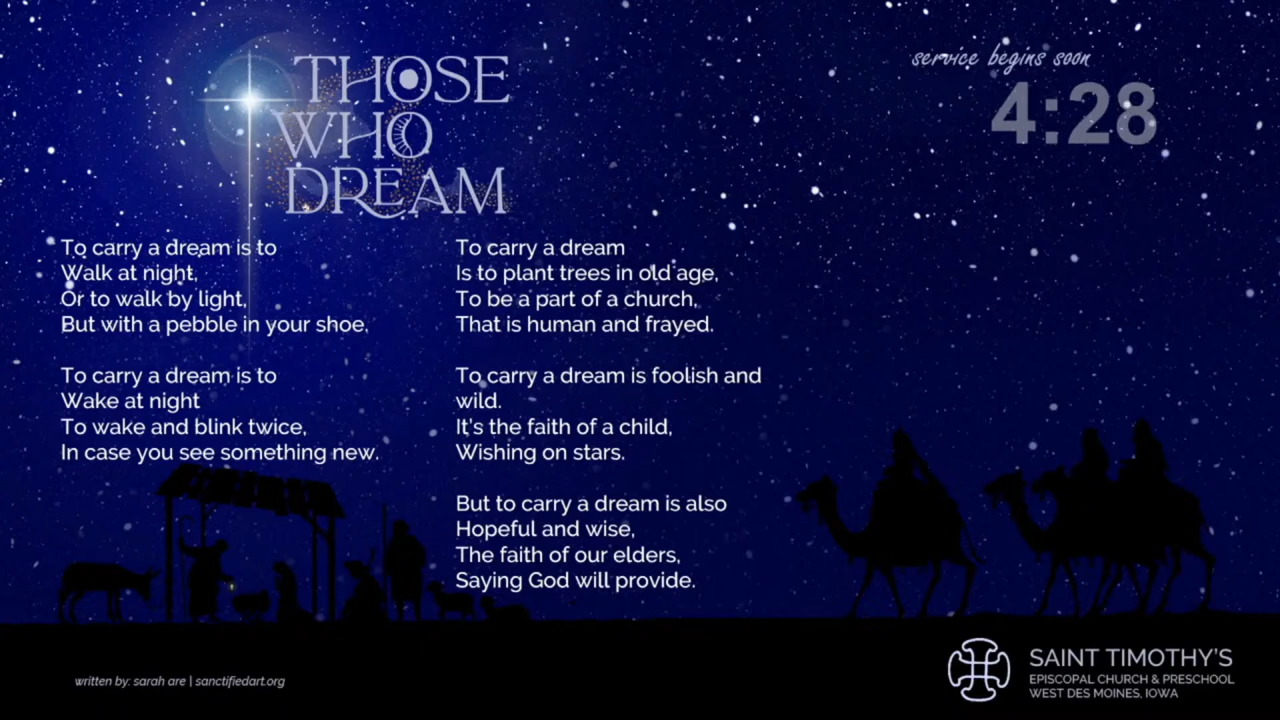 THOSE
WHO
DREAM
service begins soon
4:28
To carry a dream is to
Walk at night,
Or to walk by light,
But with a pebble in your shoe.
To carry a dream is to
Wake at night
To wake and blink twice,
In case you see something new.
To carry a dream
Is to plant trees in old age,
To be a part of a church,
That is human and frayed.
To carry a dream is foolish and
wild.
It's the faith of a child,
Wishing on stars.
But to carry a dream is also
Hopeful and wise,
The faith of our elders,
Saying God will provide.
written by: sarah are | sanctifiedart.org
SAINT TIMOTHY'S
EPISCOPAL CHURCH & PRESCHOOL
WEST DES MOINES, IOWA